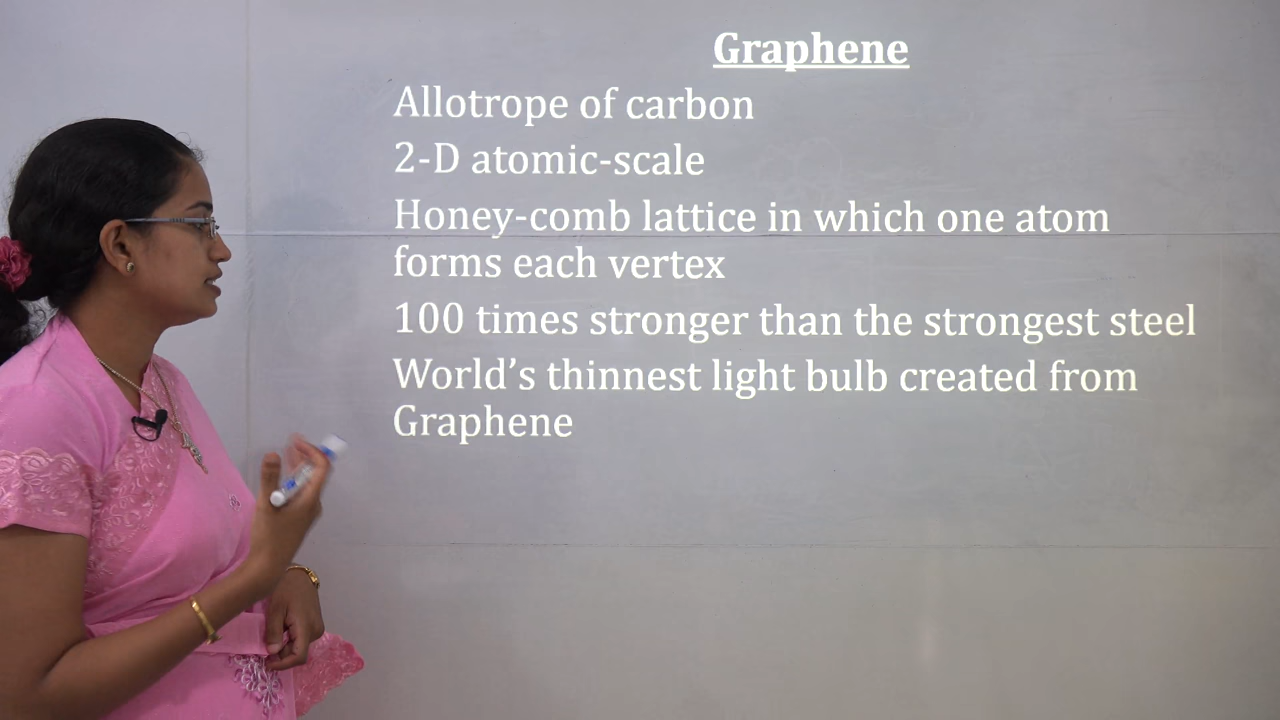 Graphene
Allotrope of carbon
2-D atomic-scale
Honey-comb lattice in which one atom
forms each vertex
100 times stronger than the strongest steel
World’s thinnest light bulb created from
Graphene